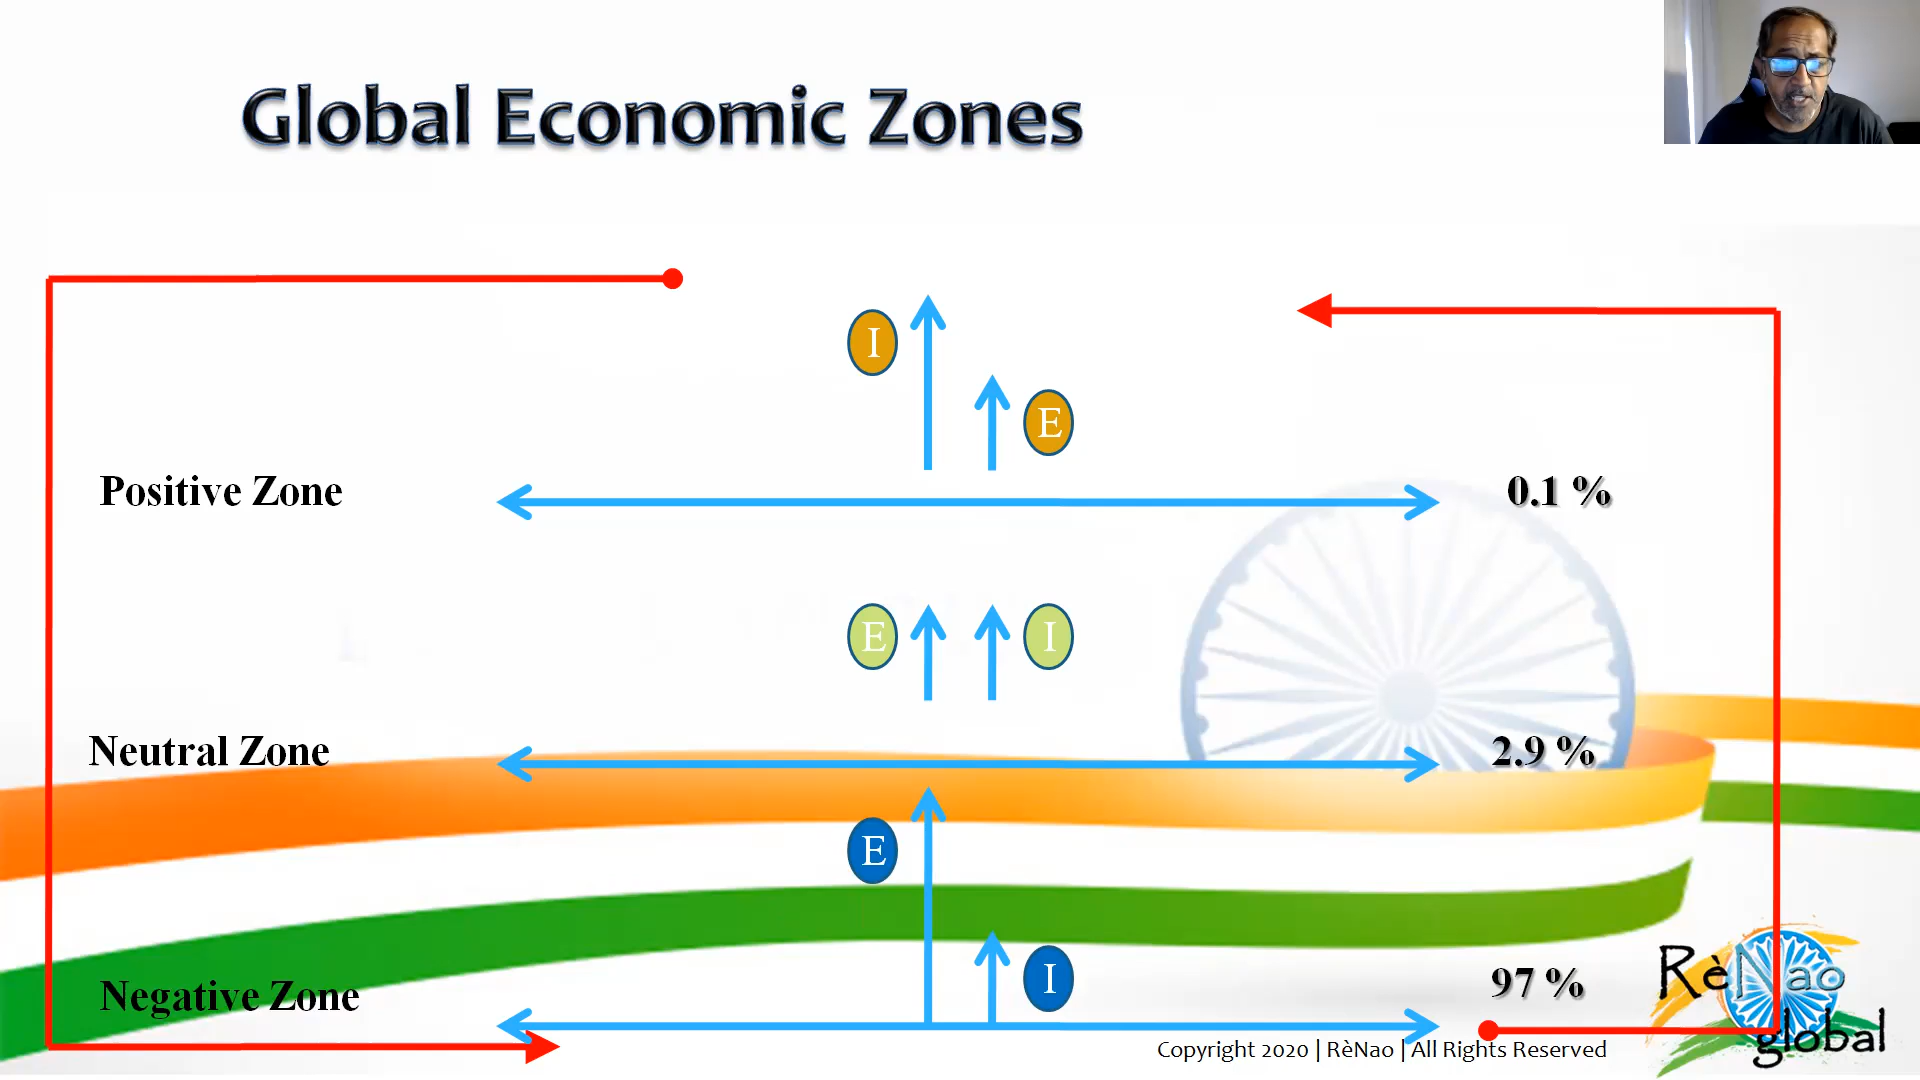 Global Economic Zones
I
E
Positive Zone
0.1 %
E
I
Neutral Zone
2.9 %
E
I
Negative Zone
97 %
RèNao
global
Copyright 2020 | RèNao | All Rights Reserved